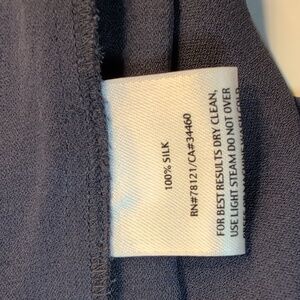 100% SILK
RN#78121/CA#34460
FOR BEST RESULTS DRY CLEAN,
USE LIGHT STEAM DO NOT OVER